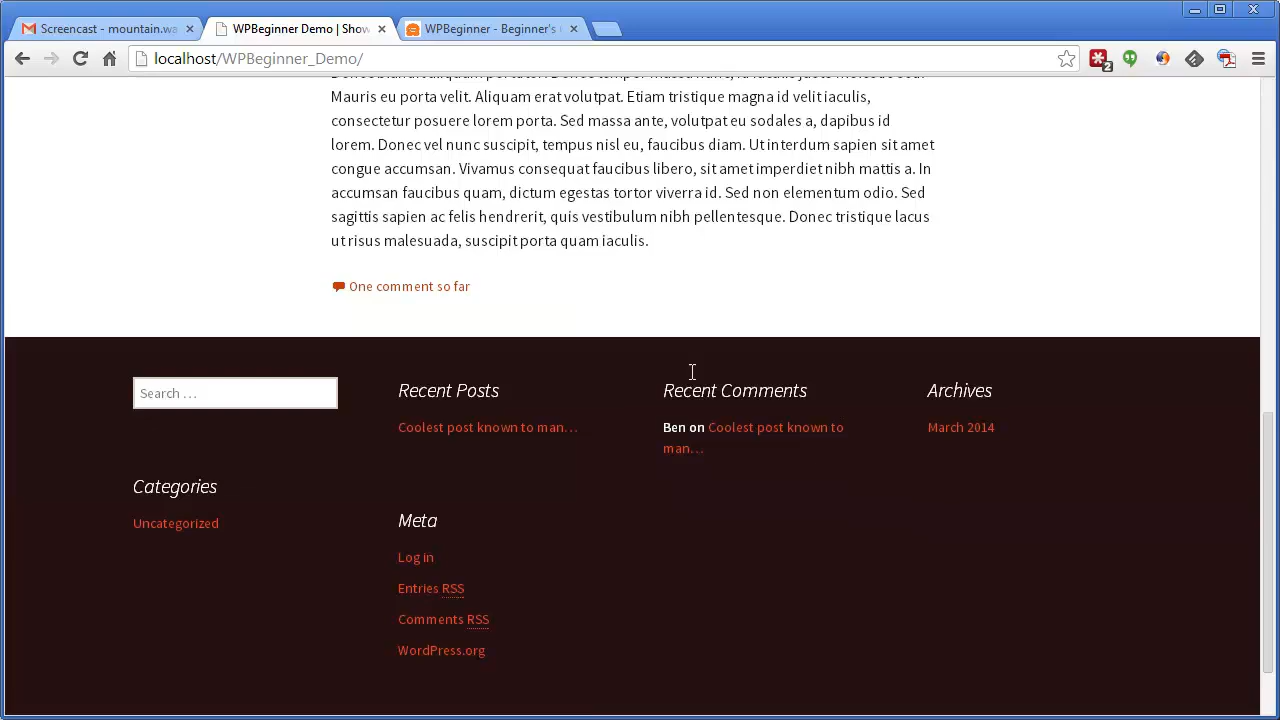 Screencast - mountain.wa
WPBeginner Demo | Show
WPBeginner - Beginner's
localhost/WPBeginner_Demo/
2
Mauris eu porta velit. Aliquam erat volutpat. Etiam tristique magna id velit iaculis,
consectetur posuere lorem porta. Sed massa ante, volutpat eu sodales a, dapibus id
lorem. Donec vel nunc suscipit, tempus nisl eu, faucibus diam. Ut interdum sapien sit amet
congue accumsan. Vivamus consequat faucibus libero, sit amet imperdiet nibh mattis a. In
accumsan faucibus quam, dictum egestas tortor viverra id. Sed non elementum odio. Sed
sagittis sapien ac felis hendrerit, quis vestibulum nibh pellentesque. Donec tristique lacus
ut risus malesuada, suscipit porta quam iaculis.
One comment so far
Search …
Categories
Uncategorized
Recent Posts
Coolest post known to man…
Meta
Log in
Entries RSS
Comments RSS
WordPress.org
Recent Comments
Ben on Coolest post known to
man…
Archives
March 2014